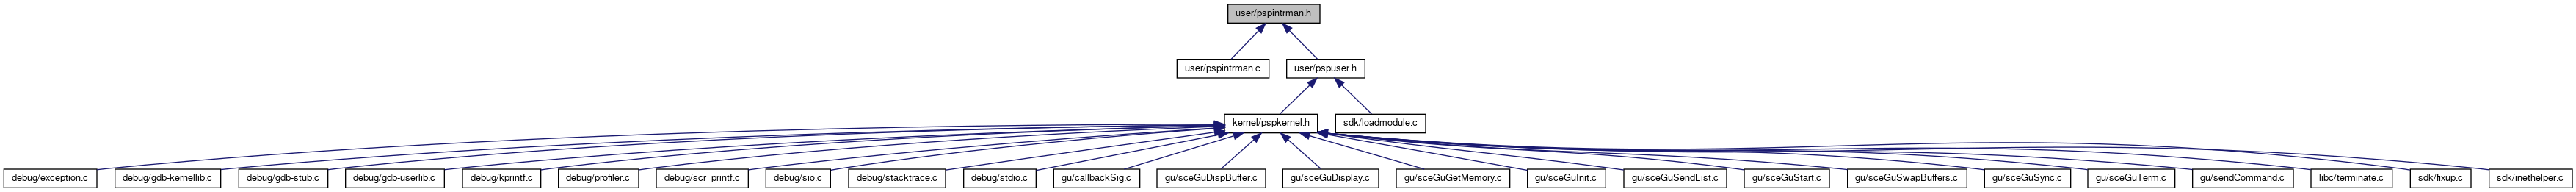 user/pspintrman.h
user/pspintrman.c
user/pspuser.h
kernel/pspkernel.h
sdk/loadmodule.c
debug/exception.c
debug/gdb-kernellib.c
debug/gdb-stub.c
debug/gdb-userlib.c
debug/kprintf.c
debug/profiler.c
debug/scr_printf.c
debug/sio.c
debug/stacktrace.c
debug/stdio.c
gu/callbackSig.c
gu/sceGuDispBuffer.c
gu/sceGuDisplay.c
gu/sceGuGetMemory.c
gu/sceGuInit.c
gu/sceGuSendList.c
gu/sceGuStart.c
gu/sceGuSwapBuffers.c
gu/sceGuSync.c
gu/sceGuTerm.c
gu/sendCommand.c
libc/terminate.c
sdk/fixup.c
sdk/inethelper.c